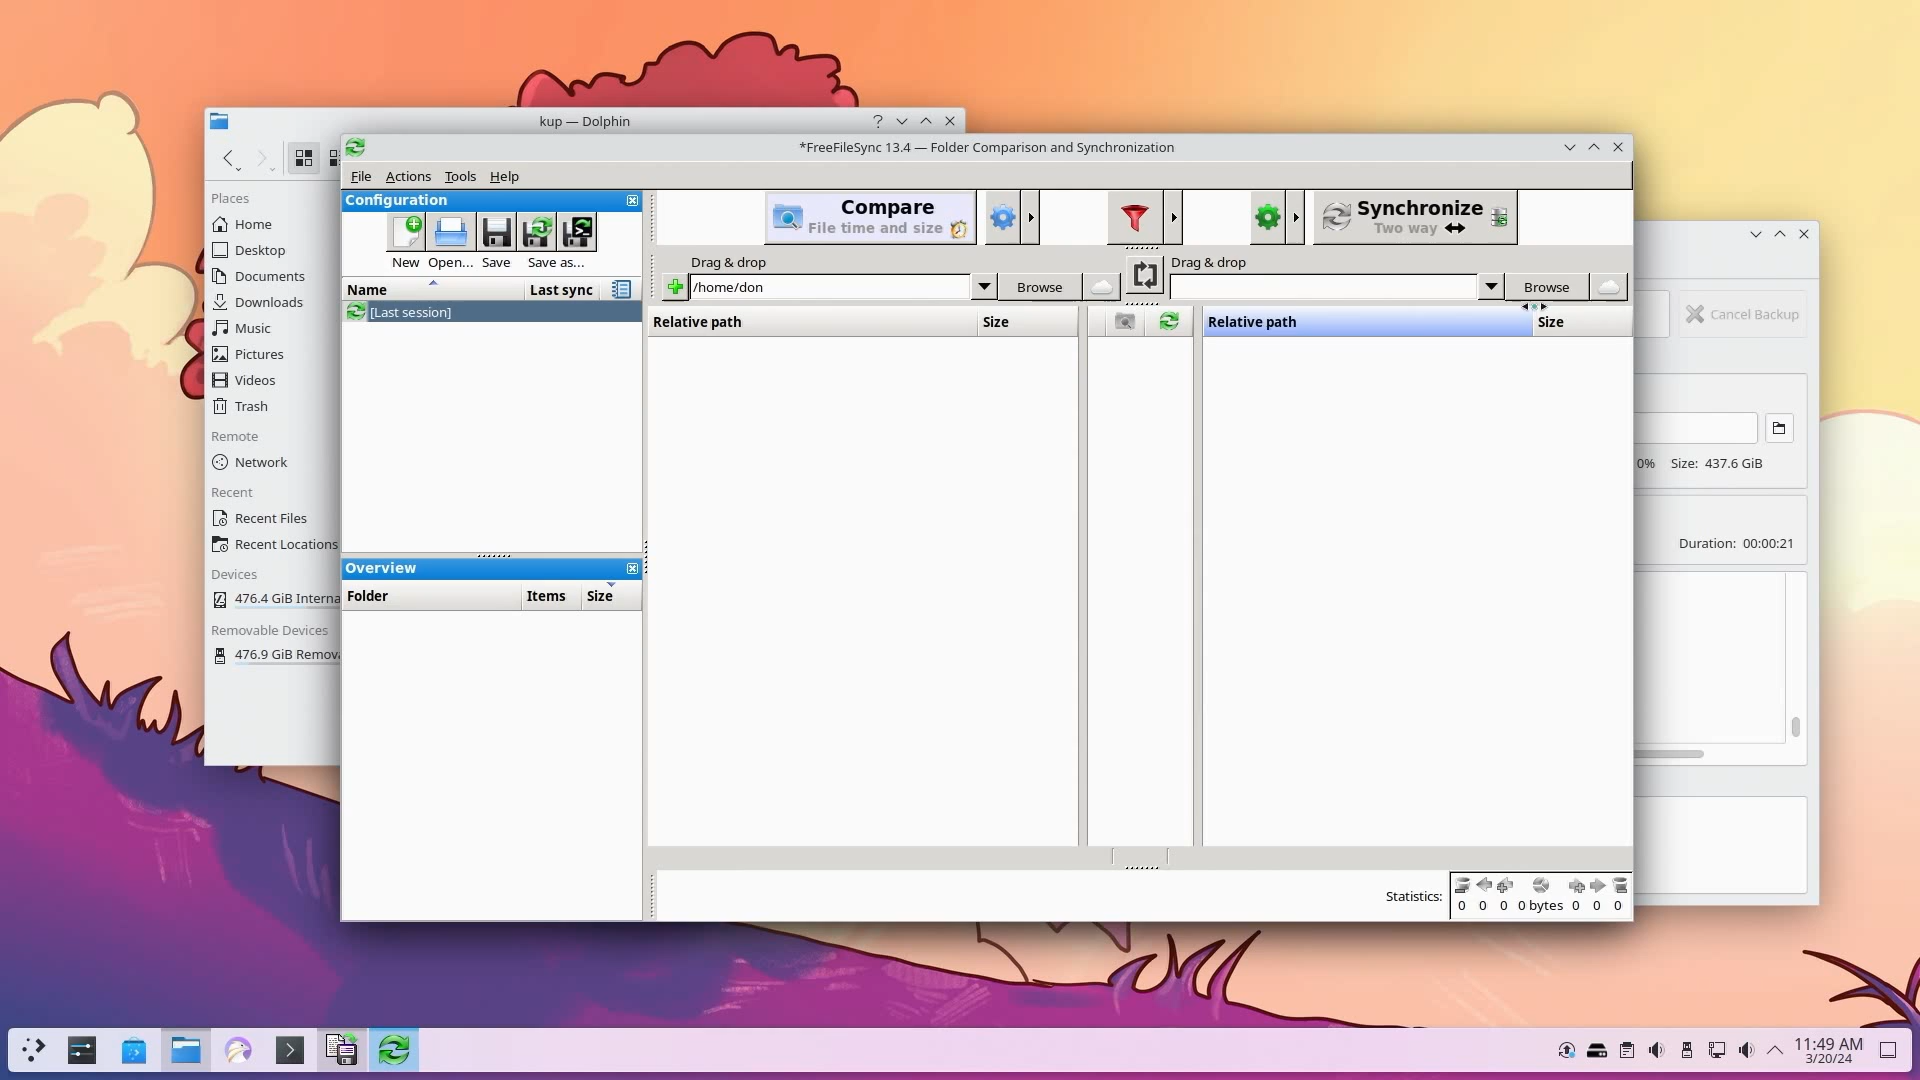 kup — Dolphin
?
*FreeFileSync 13.4 — Folder Comparison and Synchronization
File Actions Tools Help
Places
Home
Desktop
Documents
Downloads
Music
Pictures
Videos
Trash
Remote
Network
Recent
Recent Files
Recent Locations
Devices
476.4 GiB Interna
Removable Devices
476.9 GiB Remov
Configuration
New Open... Save Save as...
Name Last sync
[Last session]
Overview
Folder Items Size
Compare
File time and size
Synchronize
Two way
Drag & drop
/home/don
Browse
Drag & drop
Browse
Relative path Size
Relative path Size
Statistics:
0 0 0 0 bytes 0 0 0
Cancel Backup
0% Size: 437.6 GiB
Duration: 00:00:21
11:49 AM
3/20/24